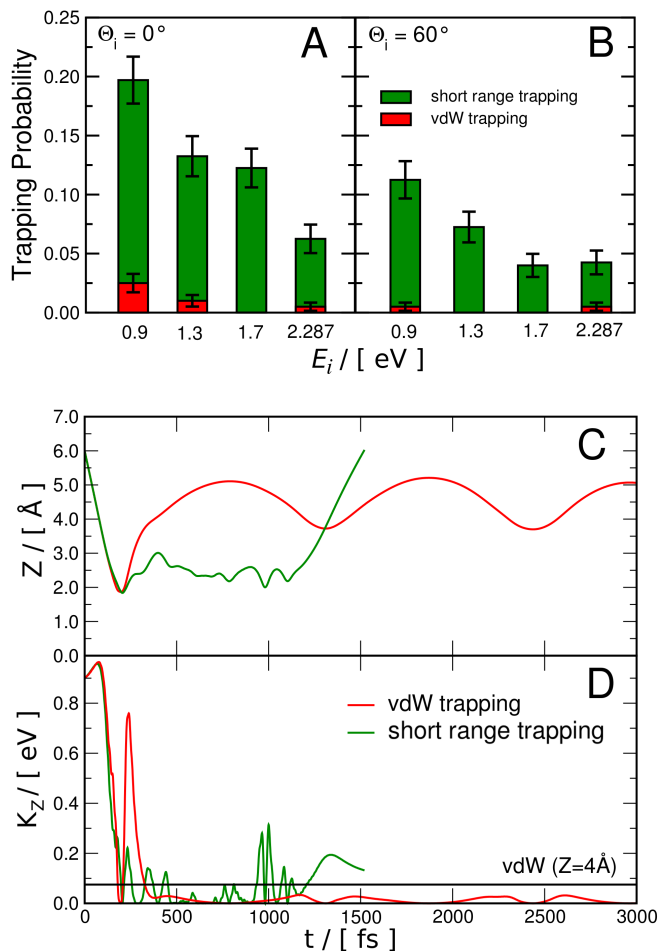 Θi = 0° A
Θi = 60° B
short range trapping
vdW trapping
Trapping Probability
0.25
0.20
0.15
0.10
0.05
0.00
0.9 1.3 1.7 2.287 0.9 1.3 1.7 2.287
Ei / [ eV]
C
Z / [ Å ]
7.0
6.0
5.0
4.0
3.0
2.0
1.0
0.0
D
vdW trapping
short range trapping
KZ / [ eV ]
0.8
0.6
0.4
0.2
0.0
vdW (Z=4Å)
0 500 1000 1500 2000 2500 3000
t / [ fs ]